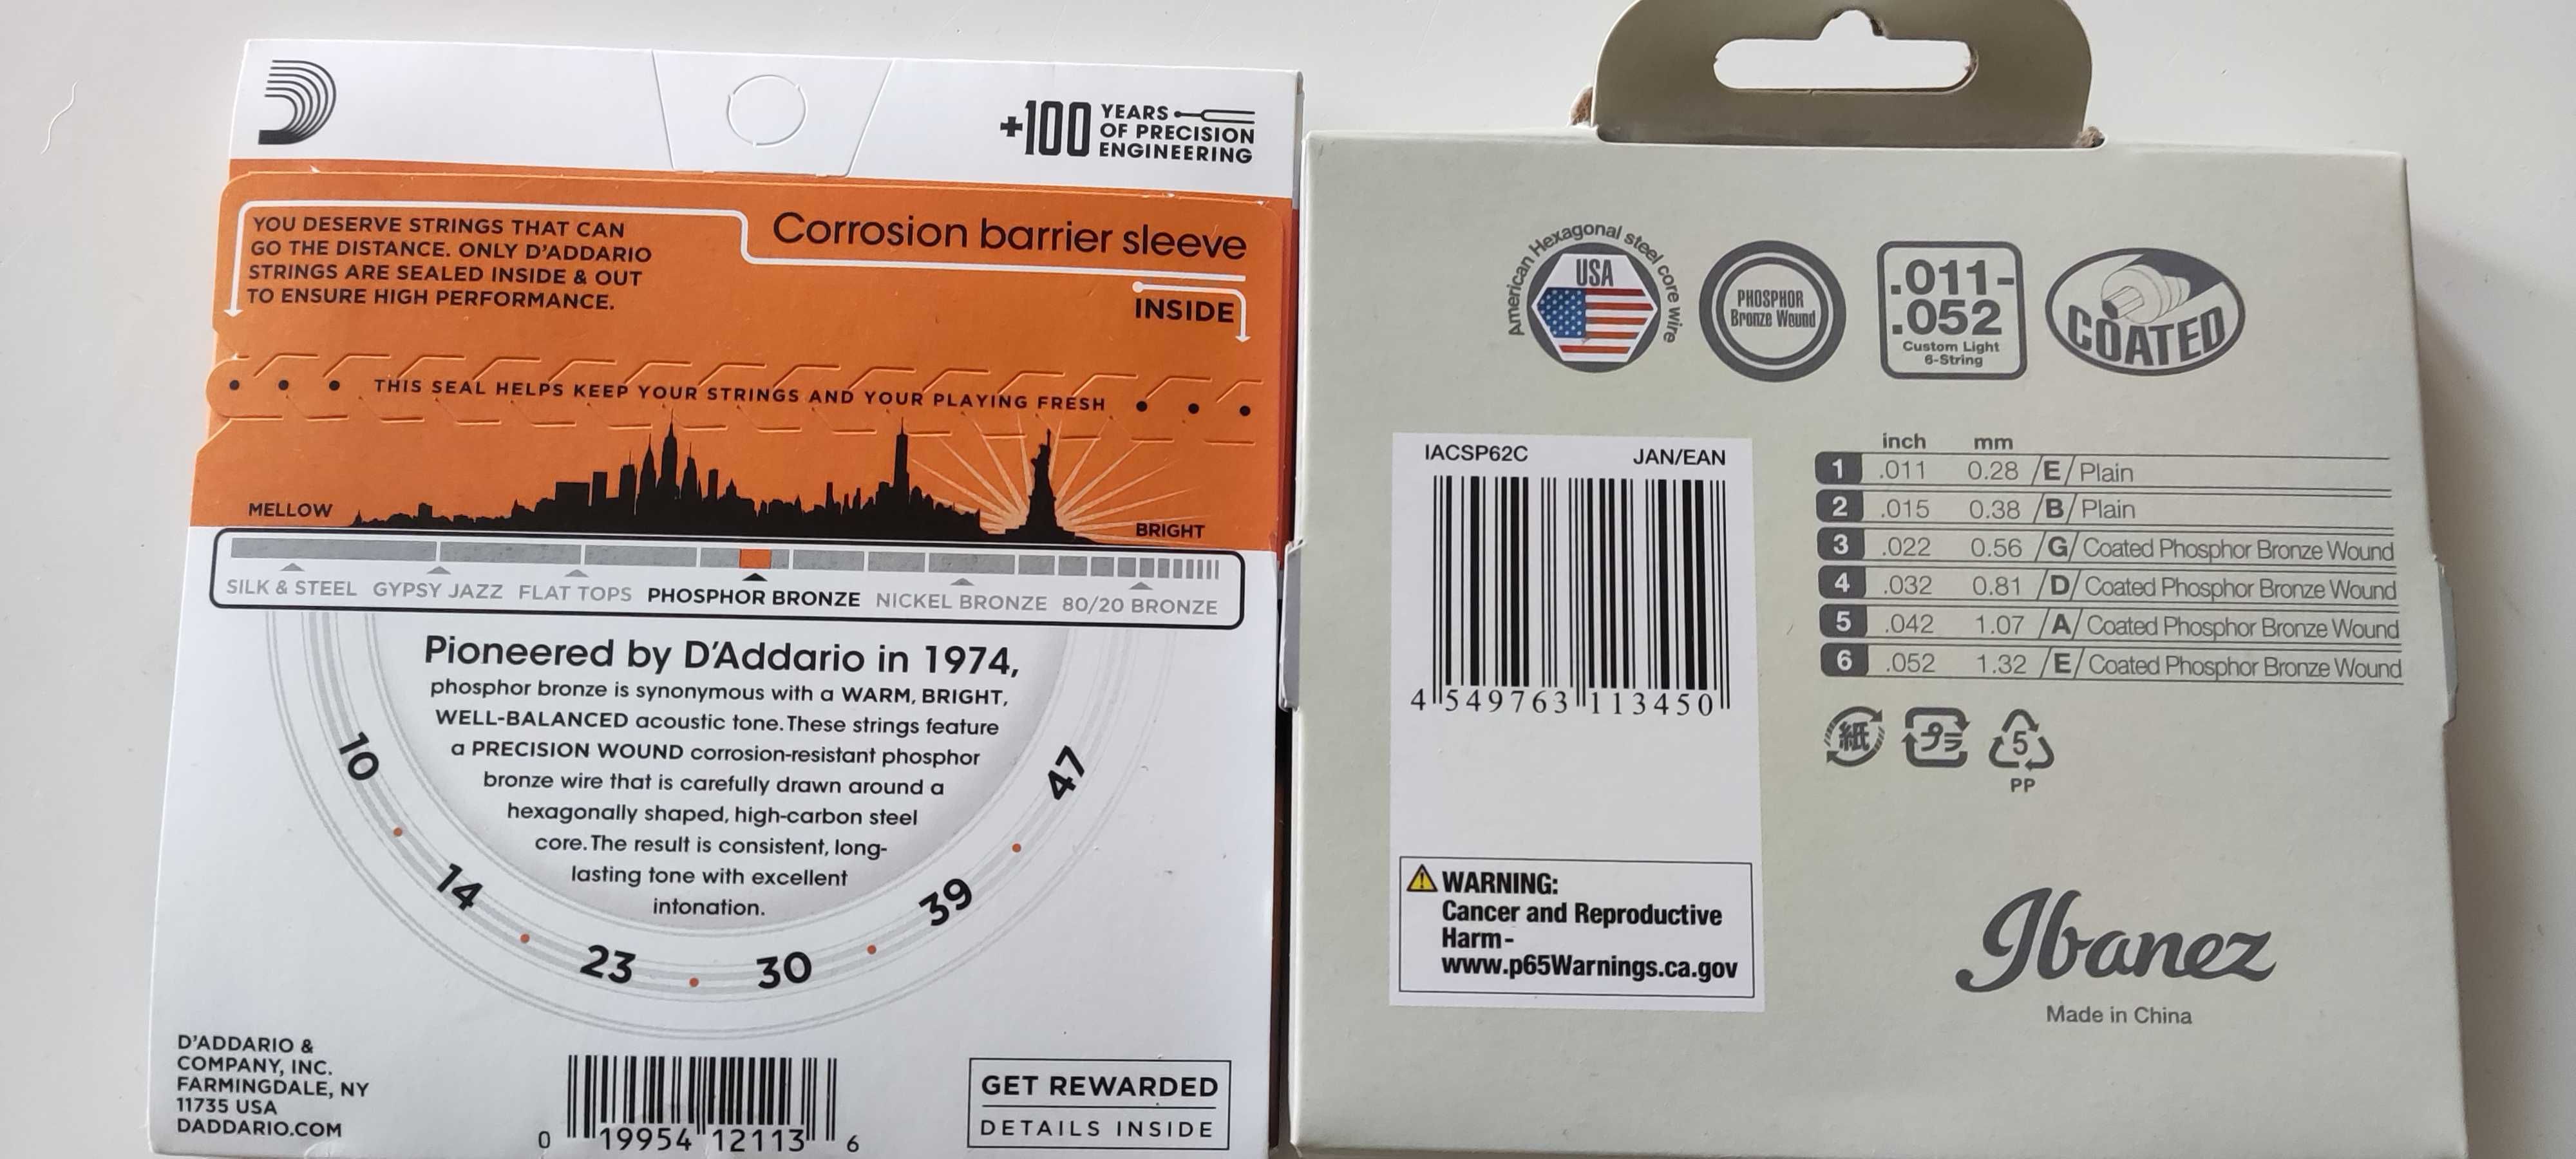 +100 YEARS
OF PRECISION
ENGINEERING
YOU DESERVE STRINGS THAT CAN
GO THE DISTANCE. ONLY D'ADDARIO
STRINGS ARE SEALED INSIDE & OUT
TO ENSURE HIGH PERFORMANCE.
Corrosion barrier sleeve
INSIDE
THIS SEAL HELPS KEEP YOUR STRINGS AND YOUR PLAYING FRESH
MELLOW
BRIGHT
SILK & STEEL GYPSY JAZZ FLAT TOPS PHOSPHOR BRONZE NICKEL BRONZE 80/20 BRONZE
Pioneered by D'Addario in 1974,
phosphor bronze is synonymous with a WARM, BRIGHT,
WELL-BALANCED acoustic tone. These strings feature
a PRECISION WOUND corrosion-resistant phosphor
bronze wire that is carefully drawn around a
hexagonally shaped, high-carbon steel
core. The result is consistent, long-
lasting tone with excellent
intonation.
10 • 14 • 23 • 30 • 39 • 47
D'ADDARIO &
COMPANY, INC.
FARMINGDALE, NY
11735 USA
DADDARIO.COM
0 19954 12113 6
GET REWARDED
DETAILS INSIDE
American Hexagonal steel core wire
USA
PHOSPHOR
Bronze Wound
.011-
.052
Custom Light
6-String
COATED
IACSP62C JAN/EAN
4 549763 113450
WARNING:
Cancer and Reproductive
Harm-
www.p65Warnings.ca.gov
inch mm
1 .011 0.28 /E/ Plain
2 .015 0.38 /B/ Plain
3 .022 0.56 /G/ Coated Phosphor Bronze Wound
4 .032 0.81 /D/ Coated Phosphor Bronze Wound
5 .042 1.07 /A/ Coated Phosphor Bronze Wound
6 .052 1.32 /E/ Coated Phosphor Bronze Wound
紙 プラ 5
PP
Ibanez
Made in China